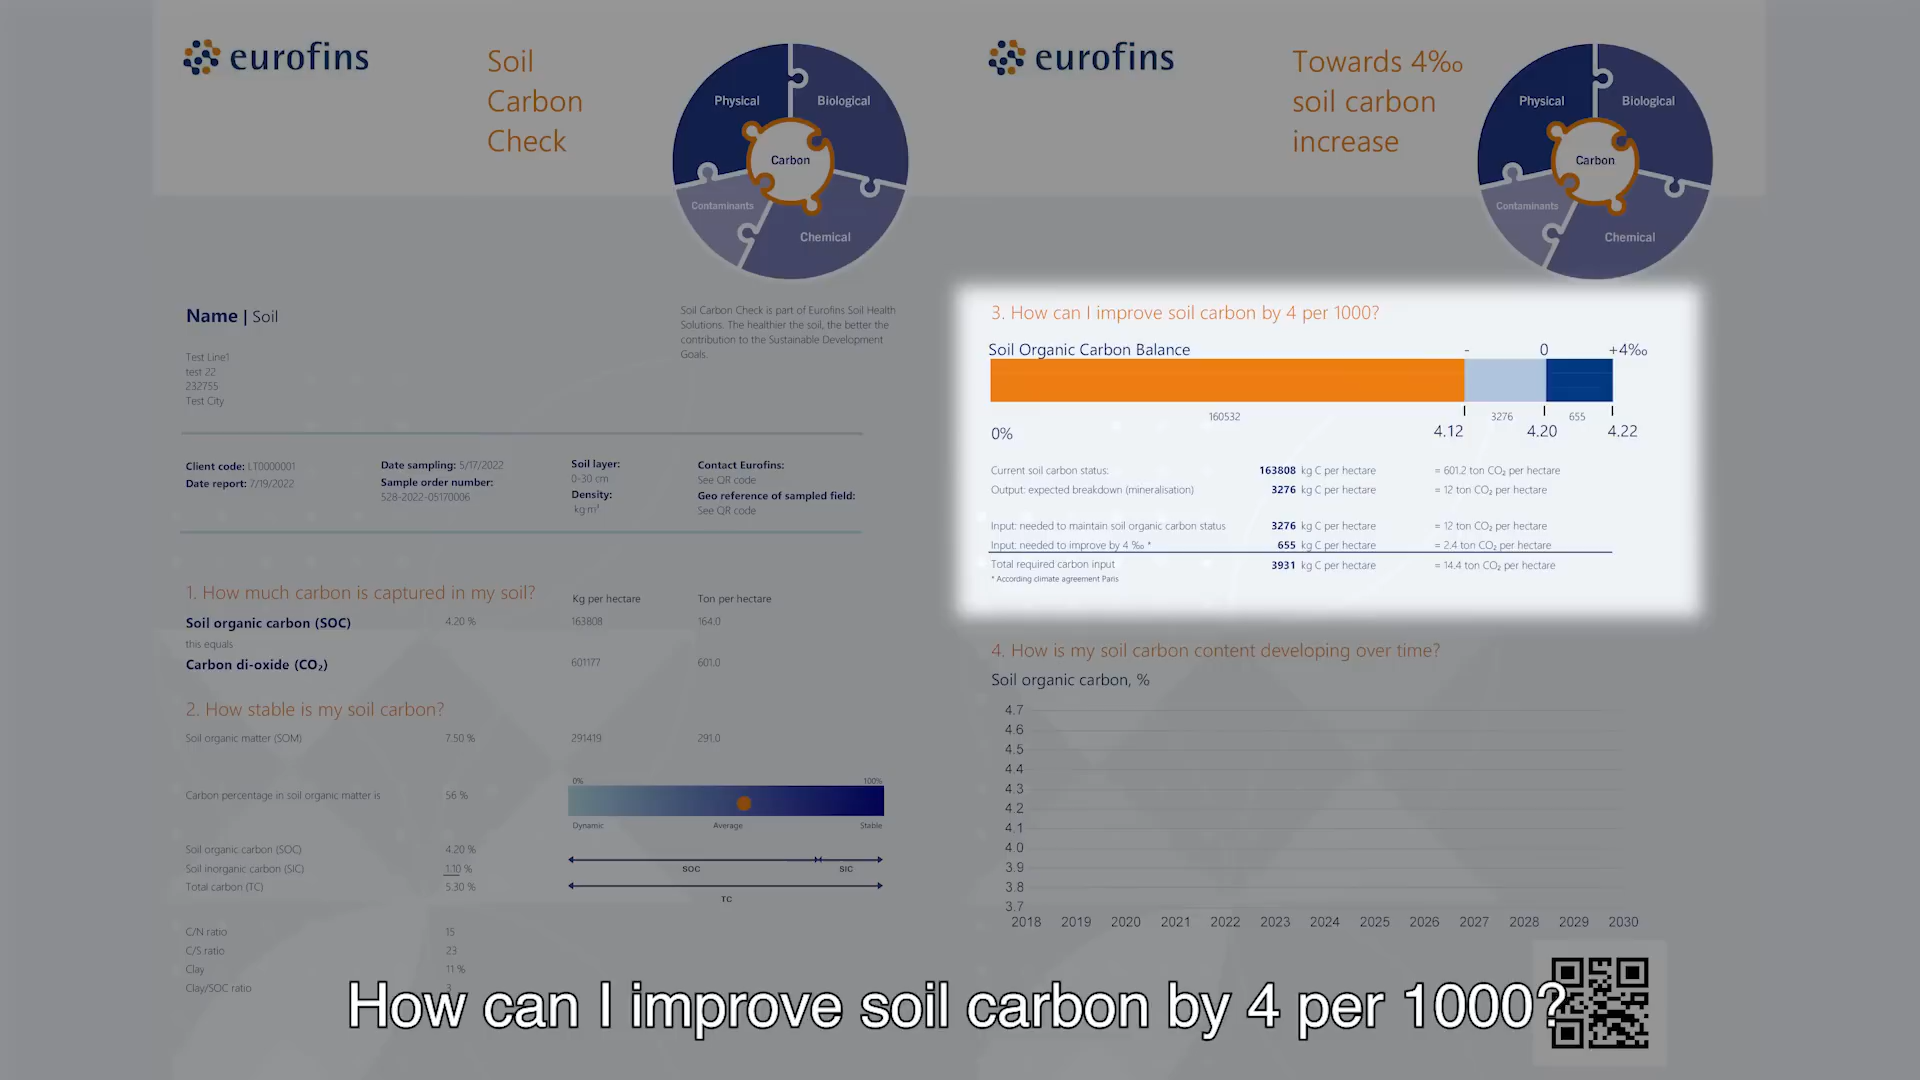 eurofins
Soil
Carbon
Check
Physical
Biological
Carbon
Contaminants
Chemical
Name | Soil
Test Line1
test 22
232755
Test City
Soil Carbon Check is part of Eurofins Soil Health
Solutions. The healthier the soil, the better the
contribution to the Sustainable Development
Goals.
Client code: LT0000001
Date report: 7/19/2022
Date sampling: 5/17/2022
Sample order number:
528-2022-05170006
Soil layer:
0-30 cm
Density:
kg m³
Contact Eurofins:
See QR code
Geo reference of sampled field:
See QR code
1. How much carbon is captured in my soil?
Kg per hectare
Ton per hectare
Soil organic carbon (SOC) 4.20 % 163808 164.0
this equals
Carbon di-oxide (CO₂) 601177 601.0
2. How stable is my soil carbon?
Soil organic matter (SOM) 7.50 % 291419 291.0
0% 100%
Carbon percentage in soil organic matter is 56 %
Dynamic Average Stable
Soil organic carbon (SOC) 4.20 %
Soil inorganic carbon (SIC) 1.10 %
Total carbon (TC) 5.30 %
SOC SIC
TC
C/N ratio 15
C/S ratio 23
Clay 11 %
Clay/SOC ratio 3
eurofins
Towards 4‰
soil carbon
increase
Physical
Biological
Carbon
Contaminants
Chemical
3. How can I improve soil carbon by 4 per 1000?
Soil Organic Carbon Balance - 0 +4‰
160532 3276 655
0% 4.12 4.20 4.22
Current soil carbon status: 163808 kg C per hectare = 601.2 ton CO₂ per hectare
Output: expected breakdown (mineralisation) 3276 kg C per hectare = 12 ton CO₂ per hectare
Input: needed to maintain soil organic carbon status 3276 kg C per hectare = 12 ton CO₂ per hectare
Input: needed to improve by 4 ‰ * 655 kg C per hectare = 2.4 ton CO₂ per hectare
Total required carbon input 3931 kg C per hectare = 14.4 ton CO₂ per hectare
* According climate agreement Paris
4. How is my soil carbon content developing over time?
Soil organic carbon, %
4.7
4.6
4.5
4.4
4.3
4.2
4.1
4.0
3.9
3.8
3.7
2018 2019 2020 2021 2022 2023 2024 2025 2026 2027 2028 2029 2030
How can I improve soil carbon by 4 per 1000?